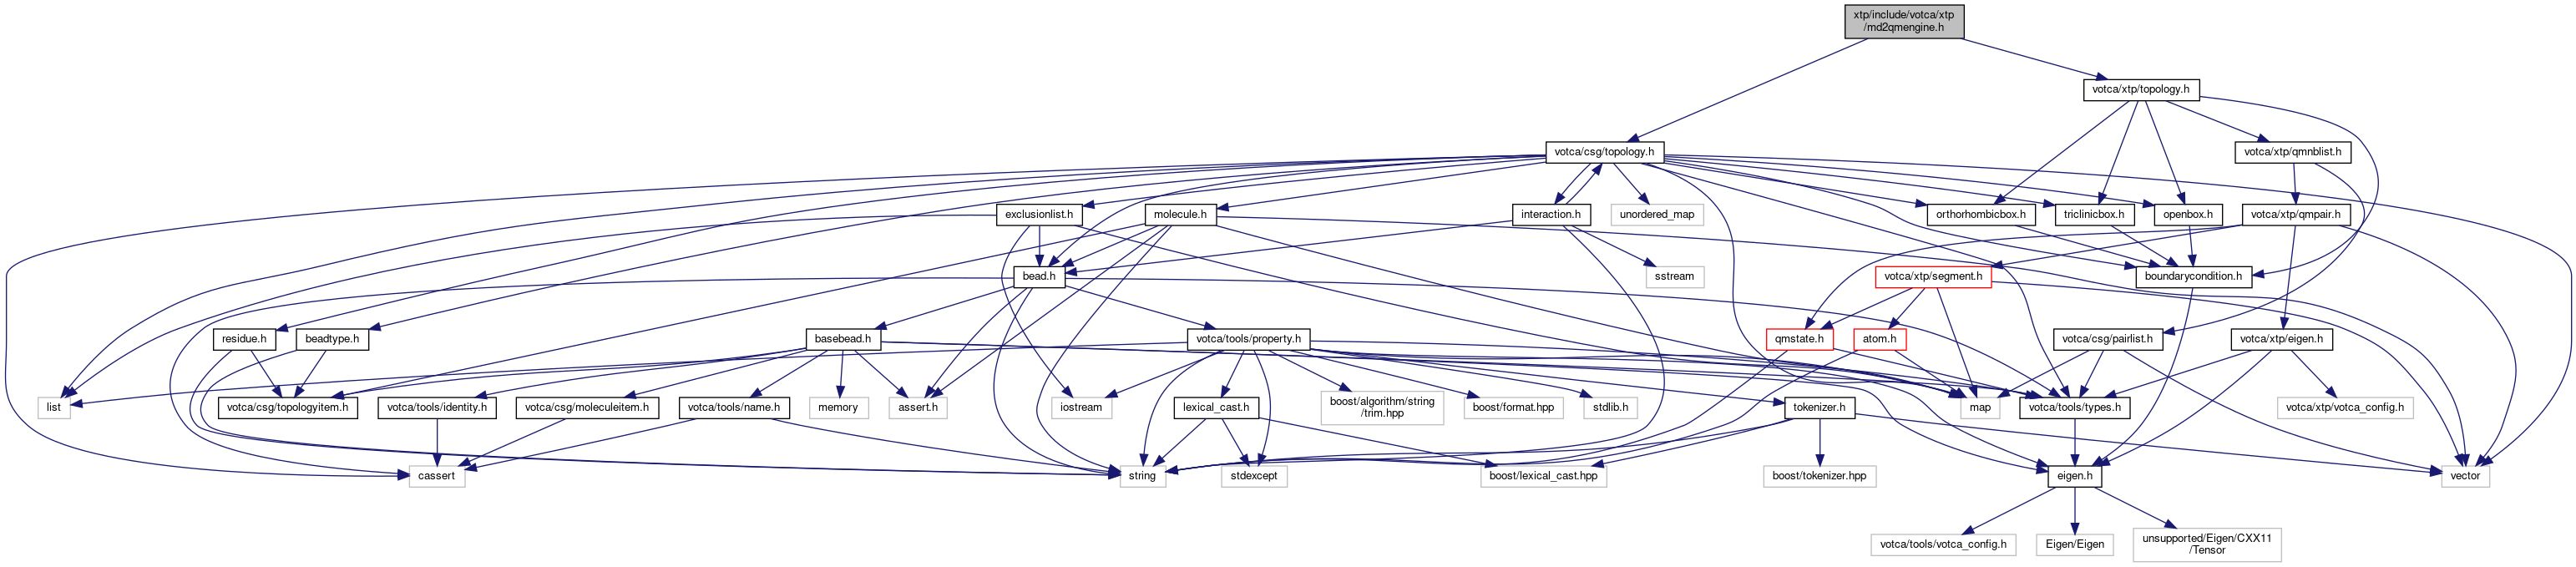 xtp/include/votca/xtp
/md2qmengine.h
votca/xtp/topology.h
votca/csg/topology.h
votca/xtp/qmnblist.h
exclusionlist.h
molecule.h
interaction.h
unordered_map
orthorhombicbox.h
triclinicbox.h
openbox.h
votca/xtp/qmpair.h
bead.h
sstream
votca/xtp/segment.h
boundarycondition.h
residue.h
beadtype.h
basebead.h
votca/tools/property.h
qmstate.h
atom.h
votca/csg/pairlist.h
votca/xtp/eigen.h
list
votca/csg/topologyitem.h
votca/tools/identity.h
votca/csg/moleculeitem.h
votca/tools/name.h
memory
assert.h
iostream
lexical_cast.h
boost/algorithm/string
/trim.hpp
boost/format.hpp
stdlib.h
tokenizer.h
map
votca/tools/types.h
votca/xtp/votca_config.h
cassert
string
stdexcept
boost/lexical_cast.hpp
boost/tokenizer.hpp
eigen.h
vector
votca/tools/votca_config.h
Eigen/Eigen
unsupported/Eigen/CXX11
/Tensor